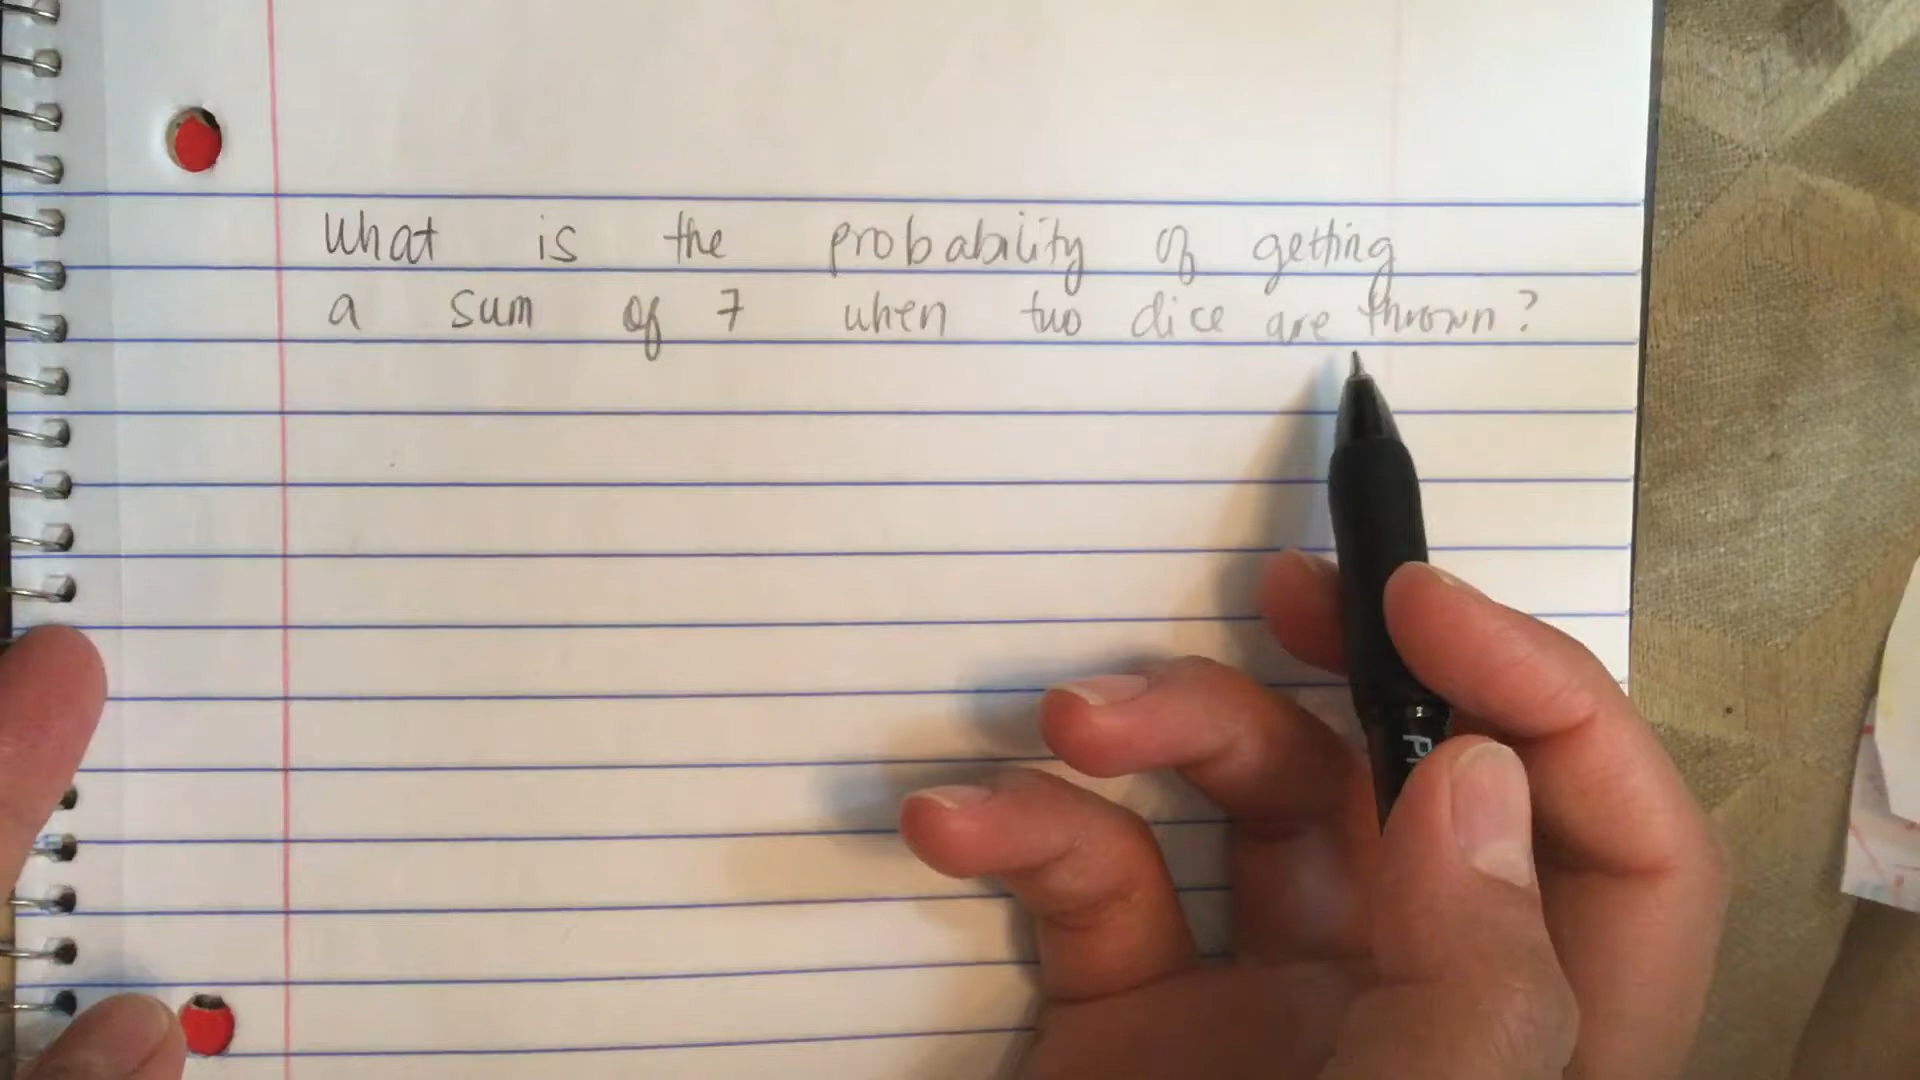 What is the probability of getting
a sum of 7 when two dice are thrown?